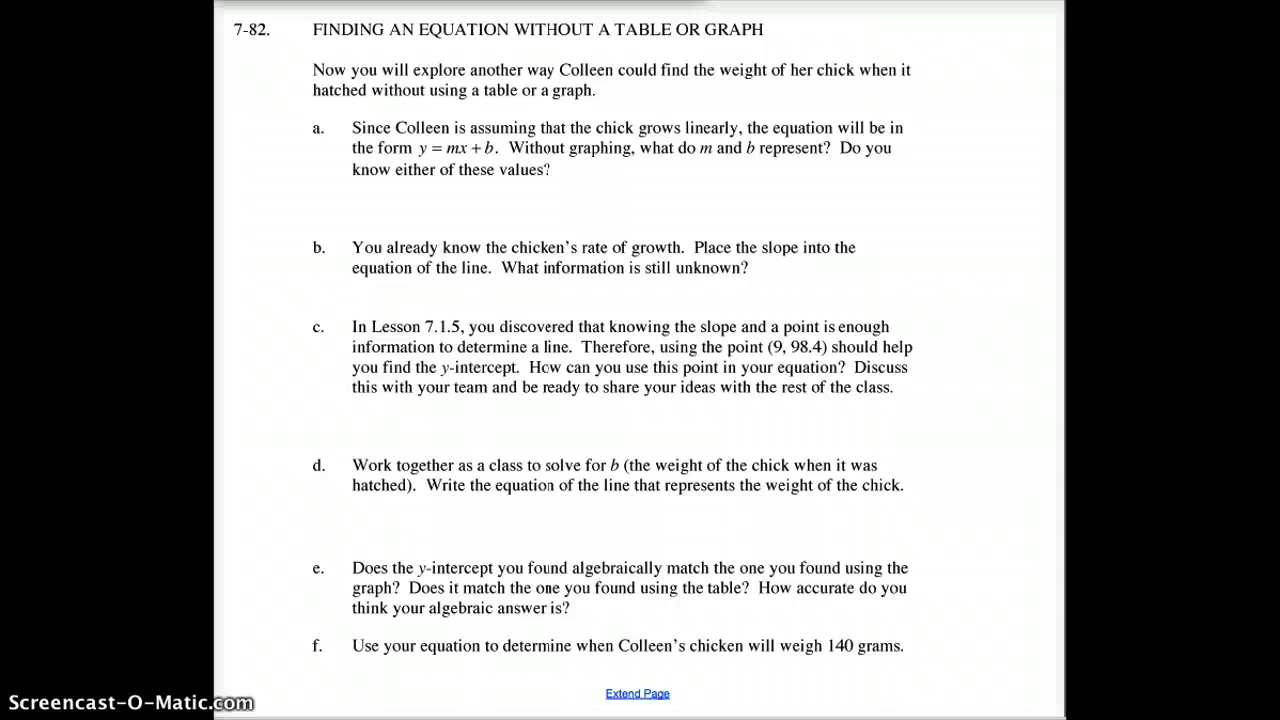 7-82. FINDING AN EQUATION WITHOUT A TABLE OR GRAPH
Now you will explore another way Colleen could find the weight of her chick when it
hatched without using a table or a graph.
a. Since Colleen is assuming that the chick grows linearly, the equation will be in
the form y = mx + b. Without graphing, what do m and b represent? Do you
know either of these values?
b. You already know the chicken's rate of growth. Place the slope into the
equation of the line. What information is still unknown?
c. In Lesson 7.1.5, you discovered that knowing the slope and a point is enough
information to determine a line. Therefore, using the point (9, 98.4) should help
you find the y-intercept. How can you use this point in your equation? Discuss
this with your team and be ready to share your ideas with the rest of the class.
d. Work together as a class to solve for b (the weight of the chick when it was
hatched). Write the equation of the line that represents the weight of the chick.
e. Does the y-intercept you found algebraically match the one you found using the
graph? Does it match the one you found using the table? How accurate do you
think your algebraic answer is?
f. Use your equation to determine when Colleen's chicken will weigh 140 grams.
Extend Page
Screencast-O-Matic.com